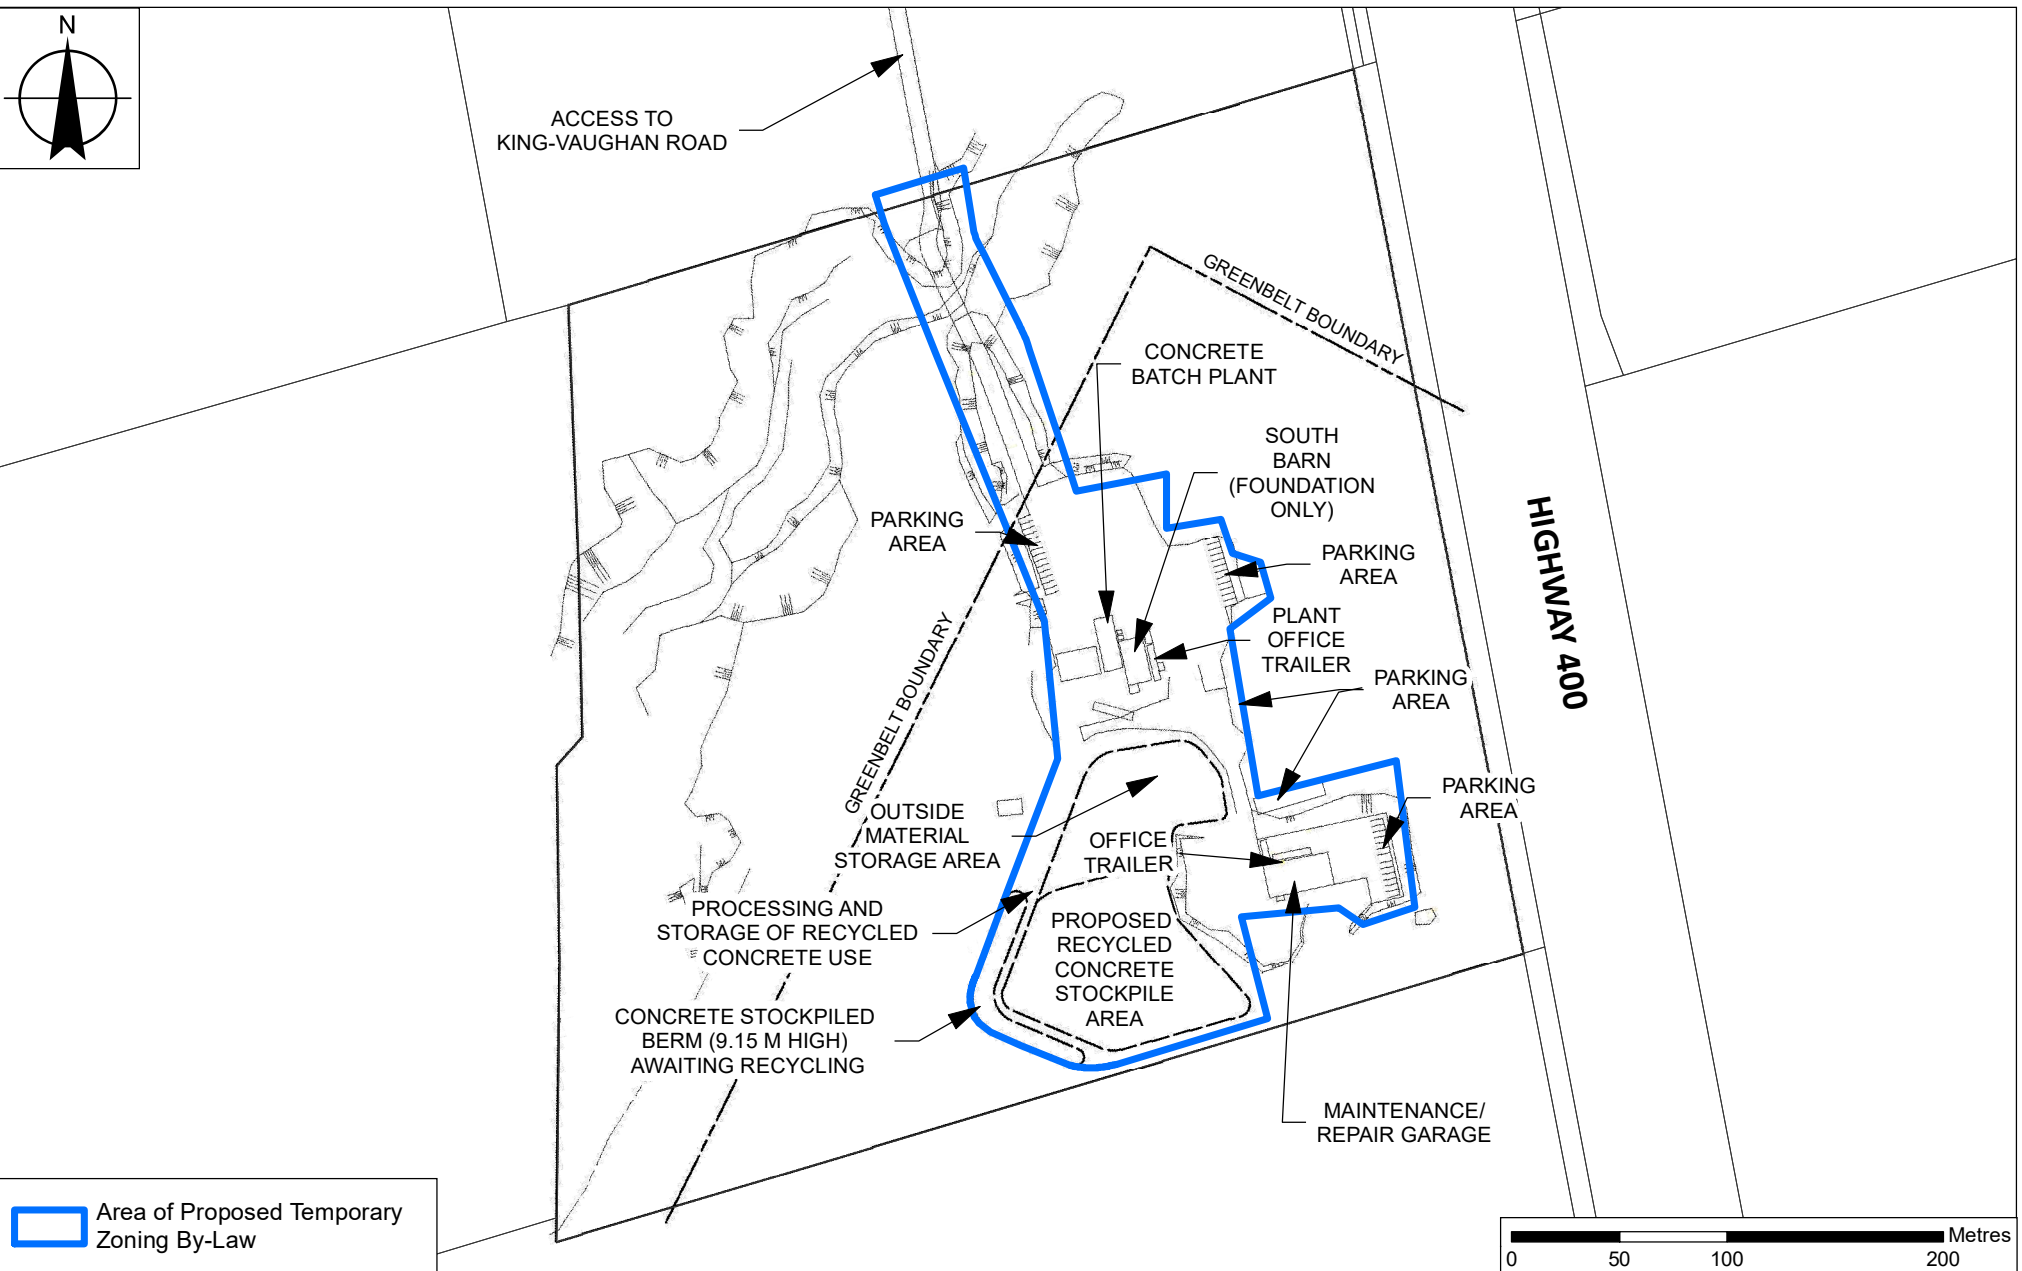 N
ACCESS TO
KING-VAUGHAN ROAD
GREENBELT BOUNDARY
CONCRETE
BATCH PLANT
SOUTH
BARN
(FOUNDATION
ONLY)
HIGHWAY 400
PARKING
AREA
PARKING
AREA
PLANT
OFFICE
TRAILER
GREENBELT BOUNDARY
PARKING
AREA
PARKING
AREA
OUTSIDE
MATERIAL
STORAGE AREA
OFFICE
TRAILER
PROCESSING AND
STORAGE OF RECYCLED
CONCRETE USE
PROPOSED
RECYCLED
CONCRETE
STOCKPILE
AREA
CONCRETE STOCKPILED
BERM (9.15 M HIGH)
AWAITING RECYCLING
MAINTENANCE/
REPAIR GARAGE
Area of Proposed Temporary
Zoning By-Law
Metres
0 50 100 200